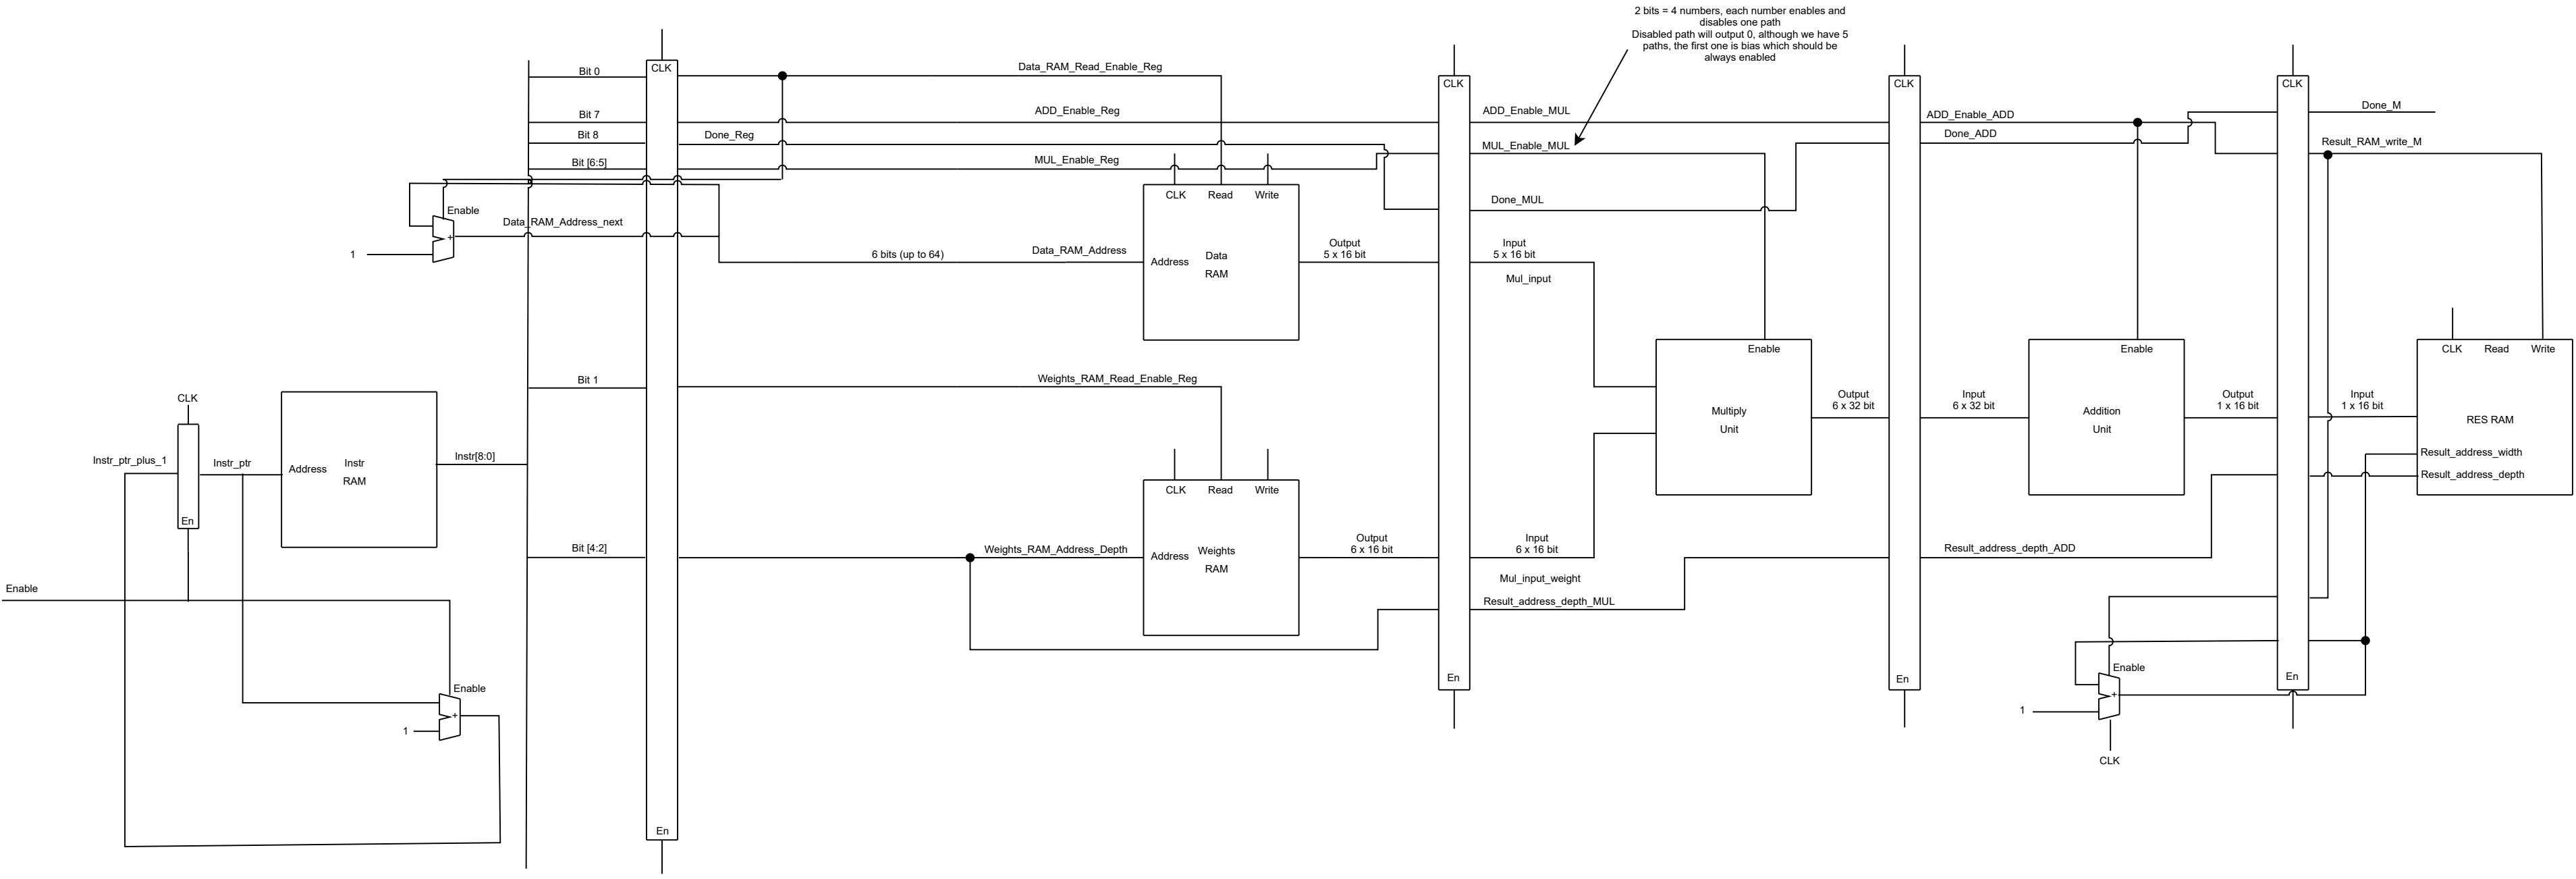 2 bits = 4 numbers, each number enables and
disables one path
Disabled path will output 0, although we have 5
paths, the first one is bias which should be
always enabled
Bit 0
Bit 7
Bit 8
Bit [6:5]
CLK
Data_RAM_Read_Enable_Reg
ADD_Enable_Reg
Done_Reg
MUL_Enable_Reg
Enable
+
1
Data_RAM_Address_next
6 bits (up to 64)
Data_RAM_Address
CLK
Read
Write
Address
Data
RAM
Output
5 x 16 bit
CLK
ADD_Enable_MUL
MUL_Enable_MUL
Done_MUL
Input
5 x 16 bit
Mul_input
CLK
ADD_Enable_ADD
Done_ADD
CLK
Done_M
Result_RAM_write_M
Bit 1
Weights_RAM_Read_Enable_Reg
CLK
Instr_ptr_plus_1
Instr_ptr
En
Address
Instr
RAM
Instr[8:0]
Bit [4:2]
Weights_RAM_Address_Depth
CLK
Read
Write
Address
Weights
RAM
Output
6 x 16 bit
Input
6 x 16 bit
Mul_input_weight
Result_address_depth_MUL
Enable
Multiply
Unit
Output
6 x 32 bit
Input
6 x 32 bit
Enable
Addition
Unit
Output
1 x 16 bit
Input
1 x 16 bit
CLK
Read
Write
RES RAM
Result_address_width
Result_address_depth
Result_address_depth_ADD
Enable
Enable
+
1
En
En
En
En
Enable
+
1
CLK